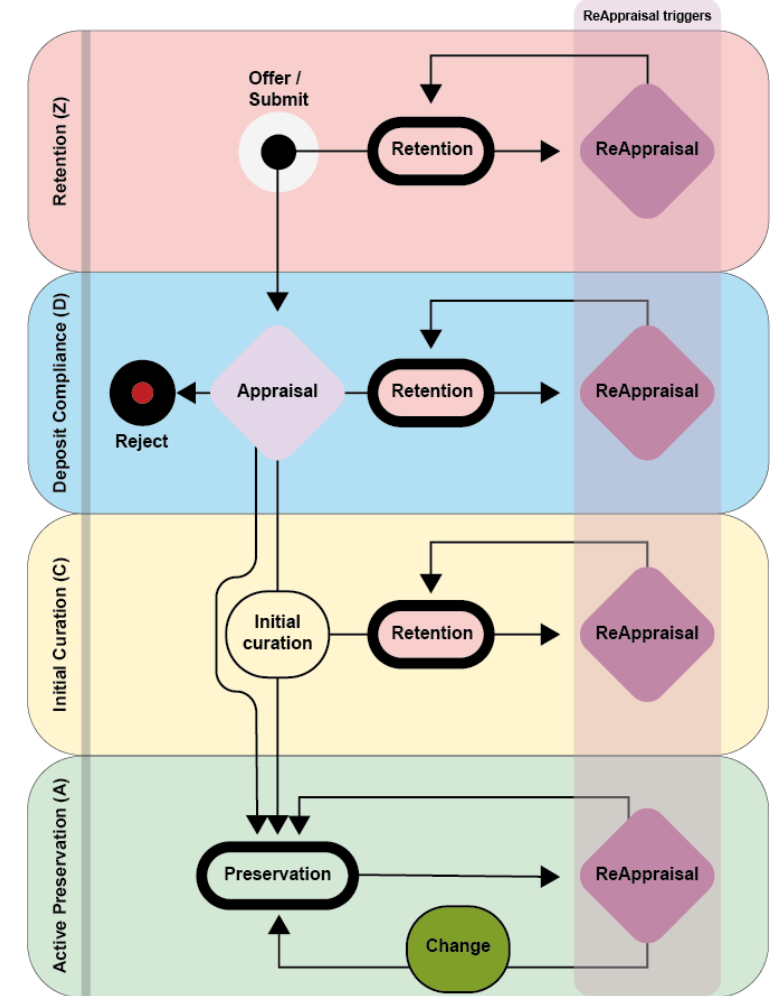 ReAppraisal triggers
Retention (Z)
Offer /
Submit
Retention
ReAppraisal
Deposit Compliance (D)
Reject
Appraisal
Retention
ReAppraisal
Initial Curation (C)
Initial
curation
Retention
ReAppraisal
Active Preservation (A)
Preservation
ReAppraisal
Change